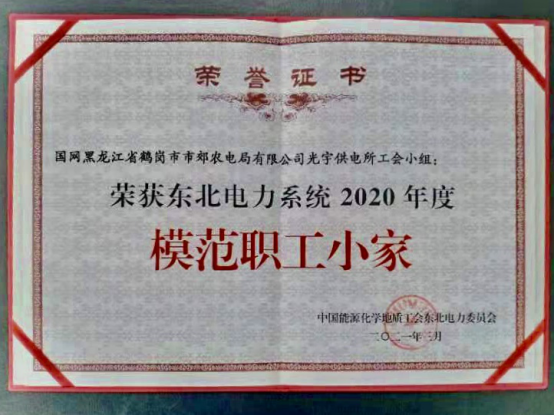 荣誉证书
国网黑龙江省鹤岗市市郊农电局有限公司光宇供电所工会小组:
荣获东北电力系统 2020 年度
模范职工小家
中国能源化学地质工会东北电力委员会
二〇二一年三月